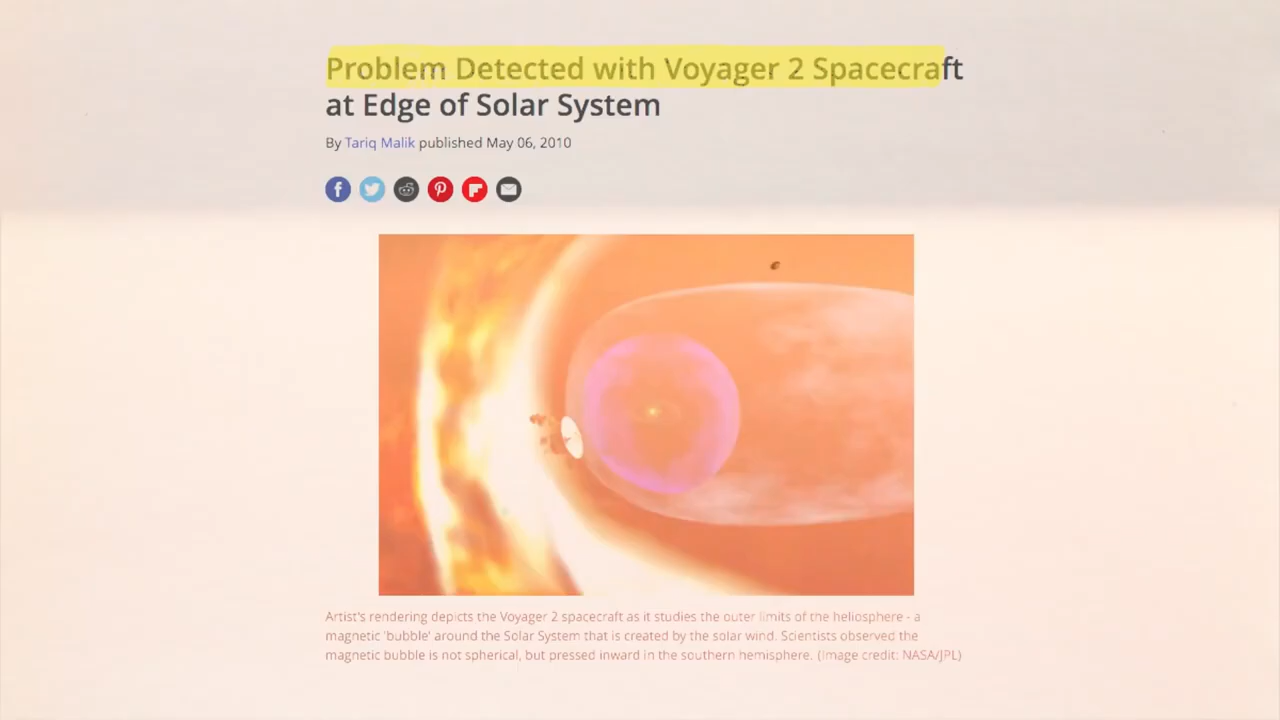 Problem Detected with Voyager 2 Spacecraft
at Edge of Solar System
By Tariq Malik published May 06, 2010
Artist's rendering depicts the Voyager 2 spacecraft as it studies the outer limits of the heliosphere - a
magnetic 'bubble' around the Solar System that is created by the solar wind. Scientists observed the
magnetic bubble is not spherical, but pressed inward in the southern hemisphere. (Image credit: NASA/JPL)